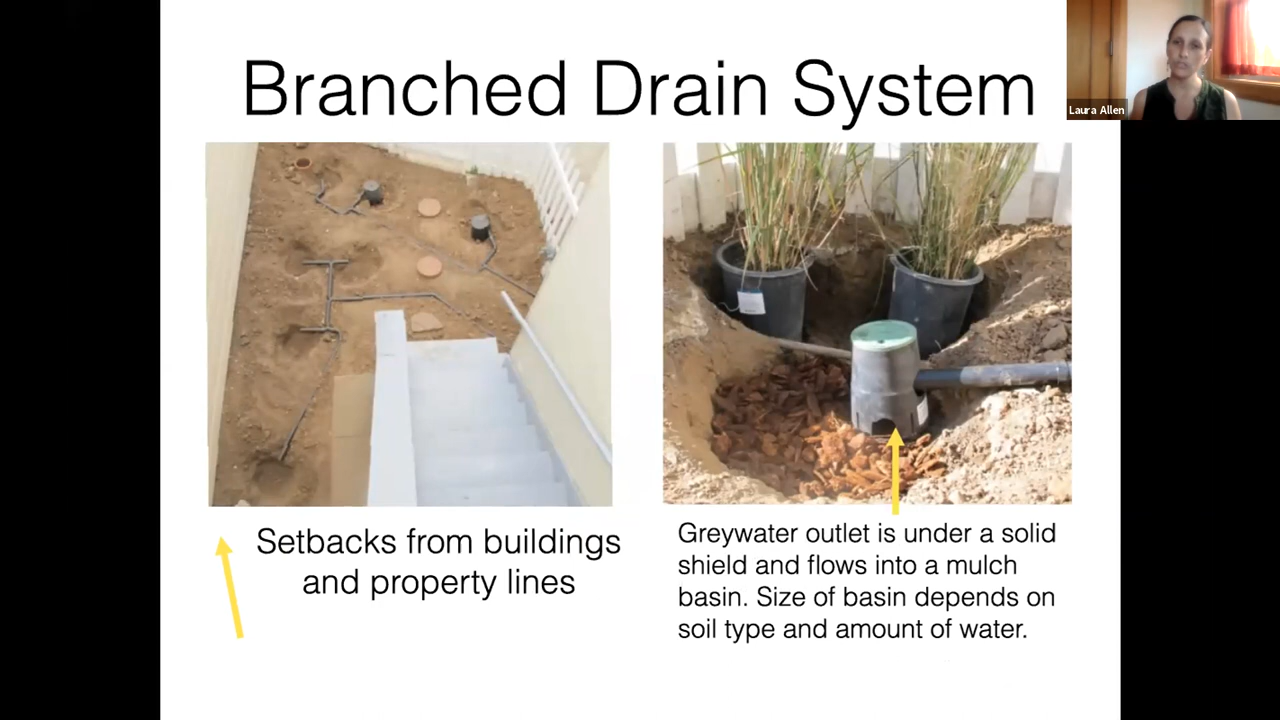 Branched Drain System
Laura Allen
Setbacks from buildings
and property lines
Greywater outlet is under a solid
shield and flows into a mulch
basin. Size of basin depends on
soil type and amount of water.